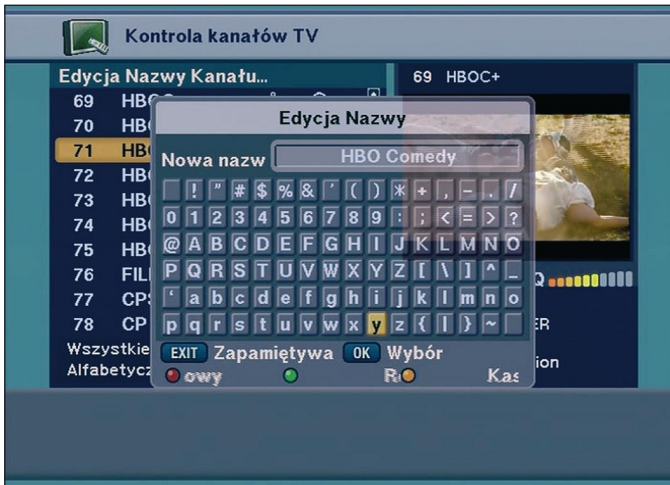 Kontrola kanałów TV
Edycja Nazwy Kanału...
69 HBOC+
69 HBO
70 HB
71 HB
72 HB
73 HB
74 HB
75 HB
76 FIL
77
78 CP
Edycja Nazwy
Nowa nazw HBO Comedy
! " # $ % & ' ( ) * + , - . /
0 1 2 3 4 5 6 7 8 9 : ; < = > ?
@ A B C D E F G H I J K L M N O
P Q R S T U V W X Y Z [ \ ] ^ _
‘ a b c d e f g h i j k l m n o
p q r s t u v w x y z { | } ~
Q
ER
ion
Wszystkie
Alfabetycz
EXIT Zapamiętywa OK Wybór
owy Kas